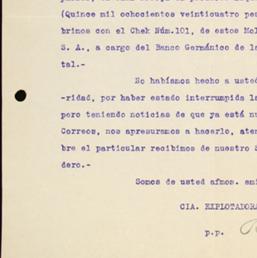 (Quince mil ochocientos veinticuatro pe
brimos con el Chek Núm.101, de estos Mol
S. A., a cargo del Banco Germánico de la
tal.-
No habíamos hecho a usted
-ridad, por haber estado interrumpida la
pero teniendo noticias de que ya está nu
Correos, nos apresuramos a hacerlo, aten
bre el particular recibimos de nuestro S
dero.-
Somos de usted afmos. ami
CIA. EXPLOTADORA
p.p.